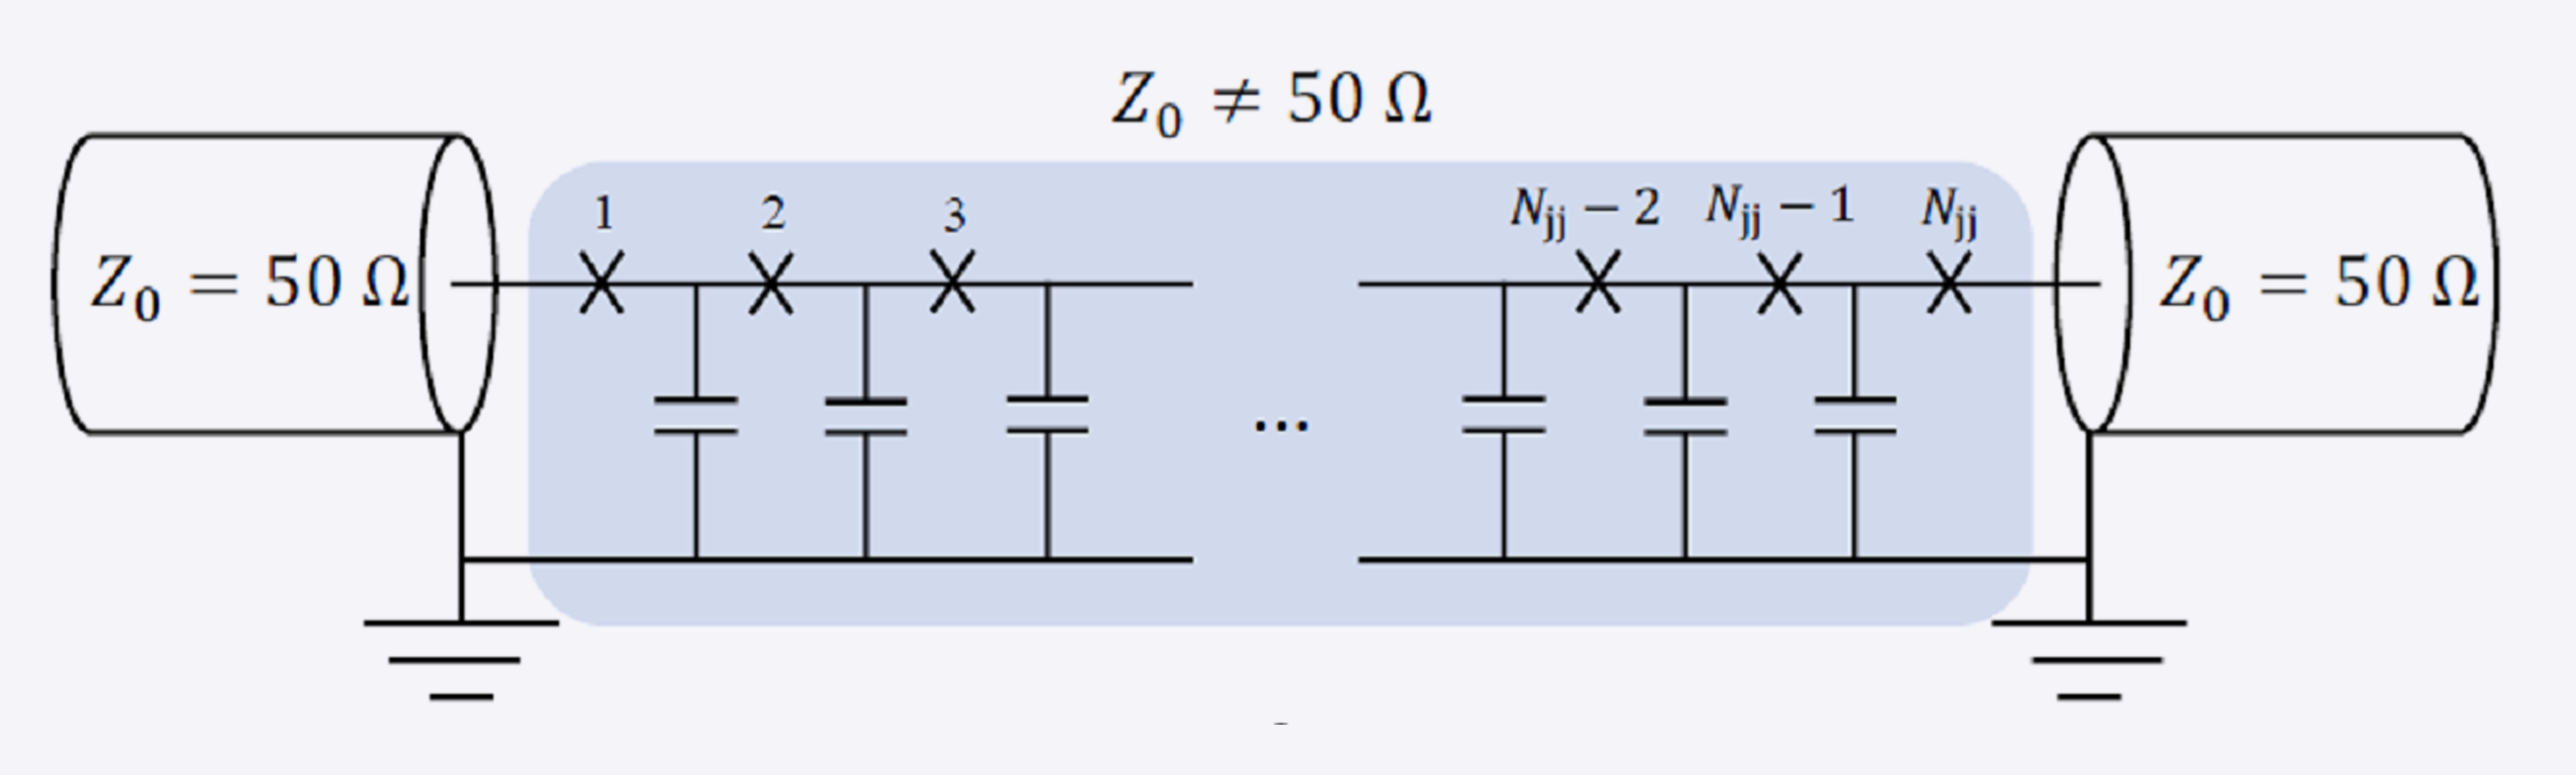 Z₀ ≠ 50 Ω
1 2 3 N_jj − 2 N_jj − 1 N_jj
Z₀ = 50 Ω Z₀ = 50 Ω
...